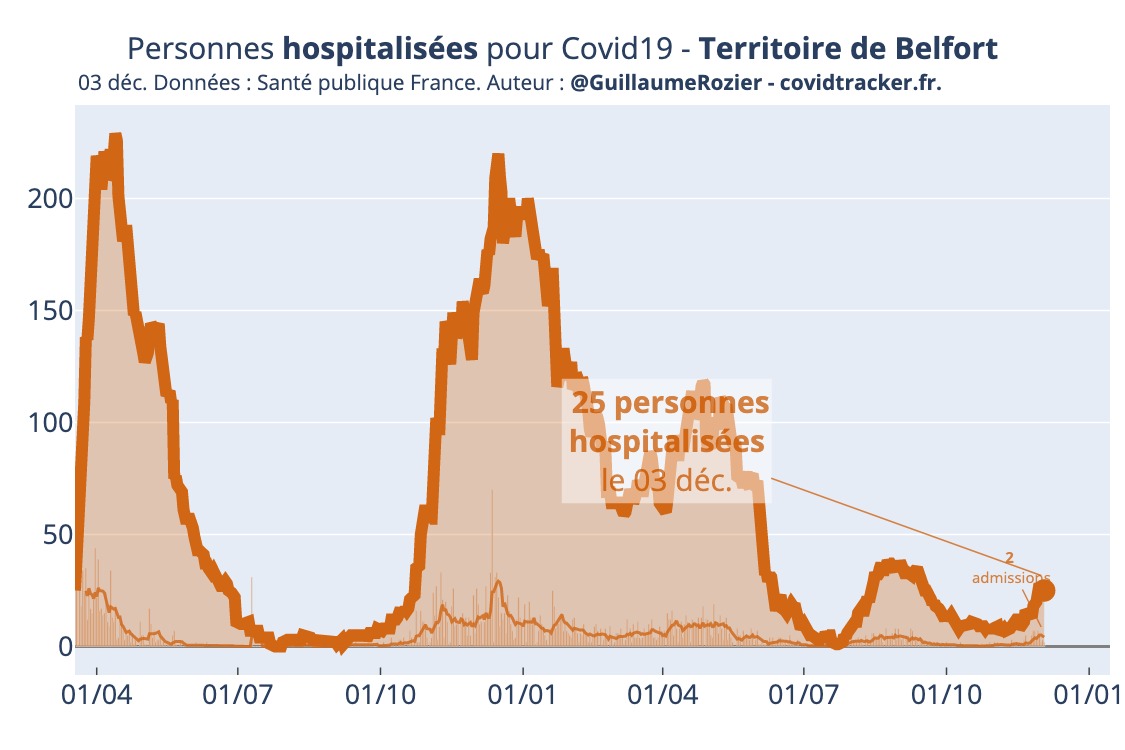 Personnes hospitalisées pour Covid19 - Territoire de Belfort
03 déc. Données : Santé publique France. Auteur : @GuillaumeRozier - covidtracker.fr.
200
150
100
50
0
25 personnes
hospitalisées
le 03 déc.
2
admissions
01/04 01/07 01/10 01/01 01/04 01/07 01/10 01/01